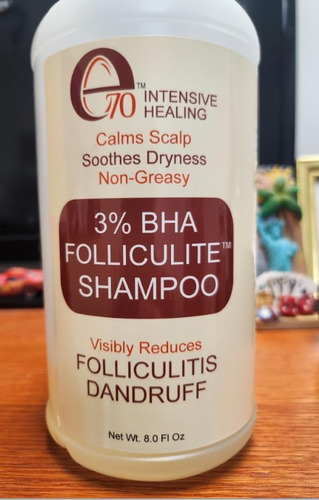 e70™ INTENSIVE
HEALING
Calms Scalp
Soothes Dryness
Non-Greasy
3% BHA
FOLLICULITE™
SHAMPOO
Visibly Reduces
FOLLICULITIS
DANDRUFF
Net Wt. 8.0 Fl Oz